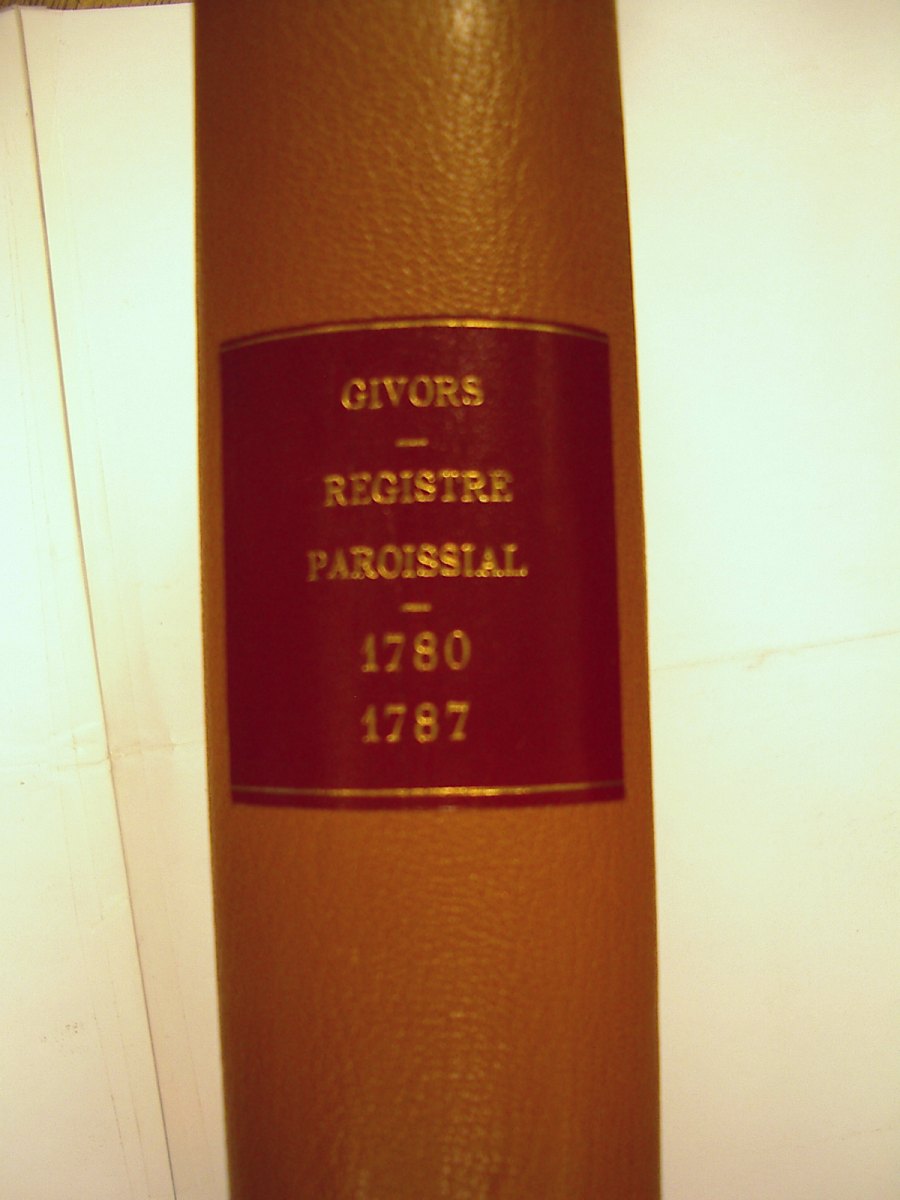 GIVORS
—
REGISTRE
PAROISSIAL
—
1780
1787